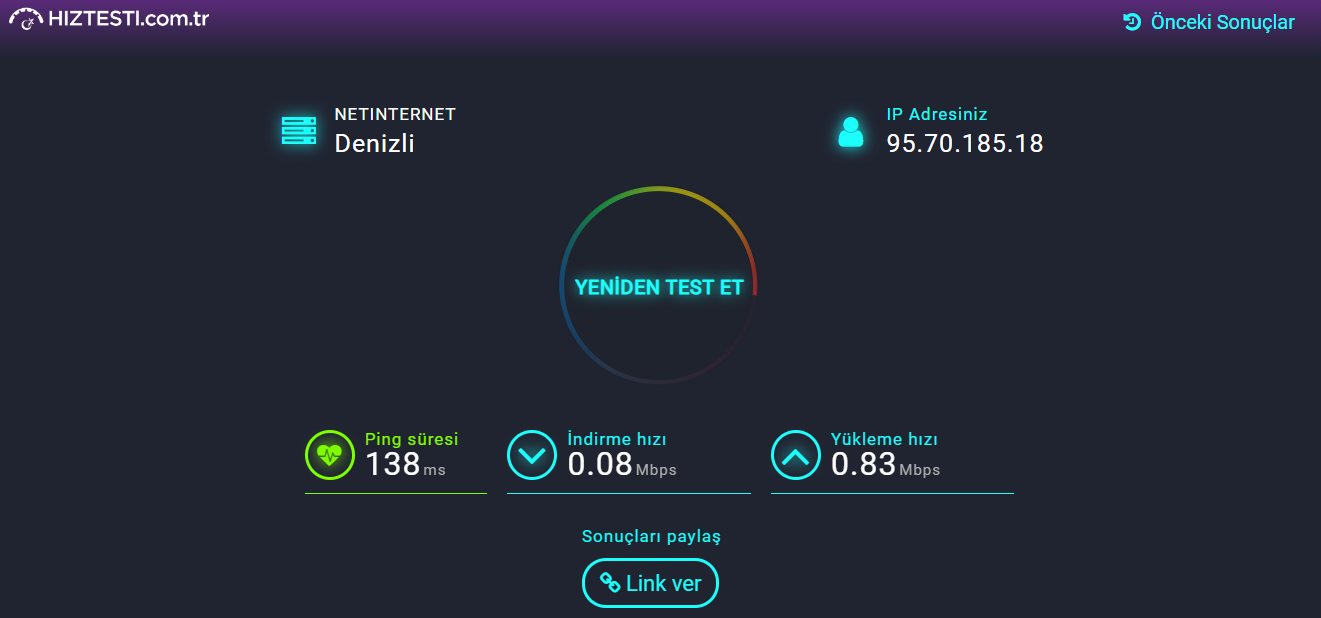 HIZTESTI.com.tr
Önceki Sonuçlar
NETINTERNET
Denizli
IP Adresiniz
95.70.185.18
YENİDEN TEST ET
Ping süresi
138 ms
İndirme hızı
0.08 Mbps
Yükleme hızı
0.83 Mbps
Sonuçları paylaş
Link ver